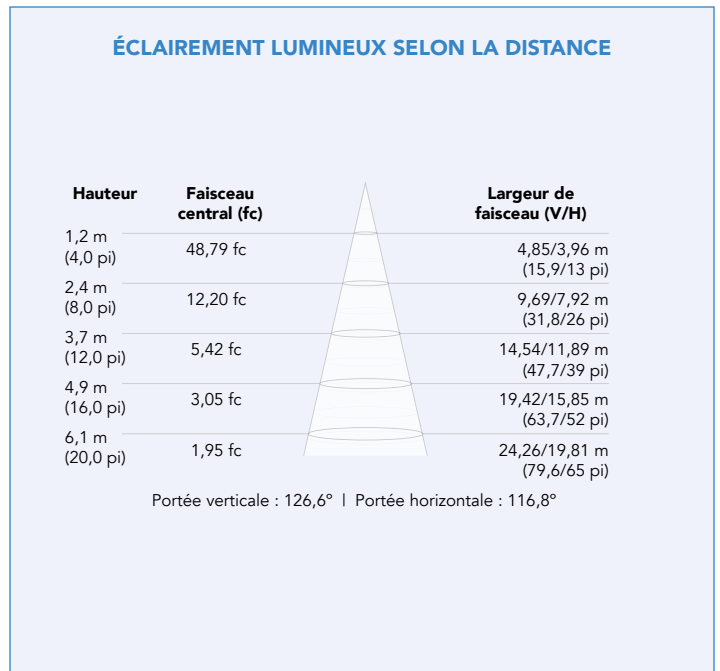 ÉCLAIREMENT LUMINEUX SELON LA DISTANCE
Hauteur
Faisceau
central (fc)
Largeur de
faisceau (V/H)
1,2 m
(4,0 pi)
48,79 fc
4,85/3,96 m
(15,9/13 pi)
2,4 m
(8,0 pi)
12,20 fc
9,69/7,92 m
(31,8/26 pi)
3,7 m
(12,0 pi)
5,42 fc
14,54/11,89 m
(47,7/39 pi)
4,9 m
(16,0 pi)
3,05 fc
19,42/15,85 m
(63,7/52 pi)
6,1 m
(20,0 pi)
1,95 fc
24,26/19,81 m
(79,6/65 pi)
Portée verticale : 126,6º | Portée horizontale : 116,8º